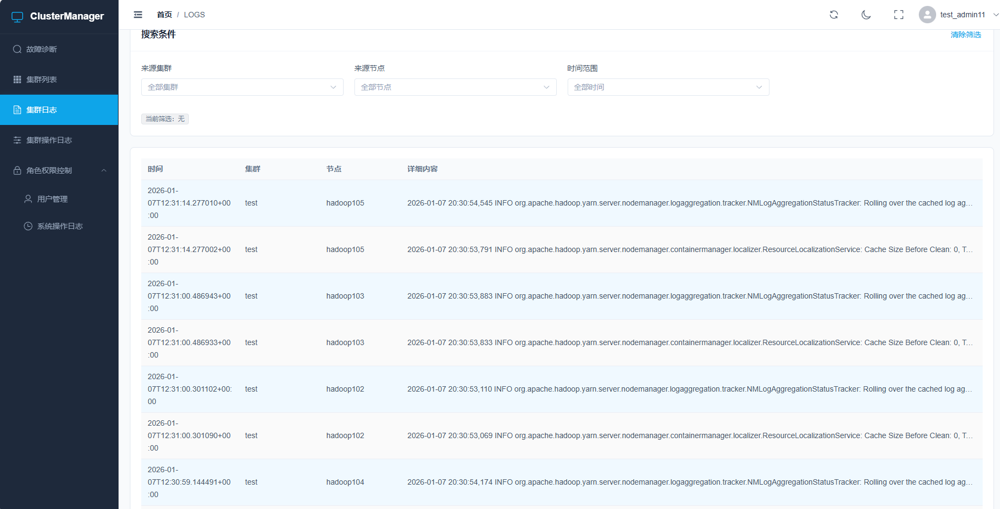 ClusterManager
故障诊断
集群列表
集群日志
集群操作日志
角色权限控制
用户管理
系统操作日志
首页 / LOGS
test_admin11
搜索条件
清除筛选
来源集群 来源节点 时间范围
全部集群 全部节点 全部时间
当前筛选：无
时间 集群 节点 详细内容
2026-01-
07T12:31:14.277010+00 test hadoop105 2026-01-07 20:30:54,545 INFO org.apache.hadoop.yarn.server.nodemanager.logaggregation.tracker.NMLogAggregationStatusTracker: Rolling over the cached log ag...
:00
2026-01-
07T12:31:14.277002+00 test hadoop105 2026-01-07 20:30:53,791 INFO org.apache.hadoop.yarn.server.nodemanager.containermanager.localizer.ResourceLocalizationService: Cache Size Before Clean: 0, T...
:00
2026-01-
07T12:31:00.486943+00 test hadoop103 2026-01-07 20:30:53,883 INFO org.apache.hadoop.yarn.server.nodemanager.logaggregation.tracker.NMLogAggregationStatusTracker: Rolling over the cached log ag...
:00
2026-01-
07T12:31:00.486933+00 test hadoop103 2026-01-07 20:30:53,833 INFO org.apache.hadoop.yarn.server.nodemanager.containermanager.localizer.ResourceLocalizationService: Cache Size Before Clean: 0, T...
:00
2026-01-
07T12:31:00.301102+00: test hadoop102 2026-01-07 20:30:53,110 INFO org.apache.hadoop.yarn.server.nodemanager.logaggregation.tracker.NMLogAggregationStatusTracker: Rolling over the cached log ag...
00
2026-01-
07T12:31:00.301090+00 test hadoop102 2026-01-07 20:30:53,069 INFO org.apache.hadoop.yarn.server.nodemanager.containermanager.localizer.ResourceLocalizationService: Cache Size Before Clean: 0, T...
:00
2026-01-
07T12:30:59.144491+00 test hadoop104 2026-01-07 20:30:54,174 INFO org.apache.hadoop.yarn.server.nodemanager.logaggregation.tracker.NMLogAggregationStatusTracker: Rolling over the cached log ag...
:00